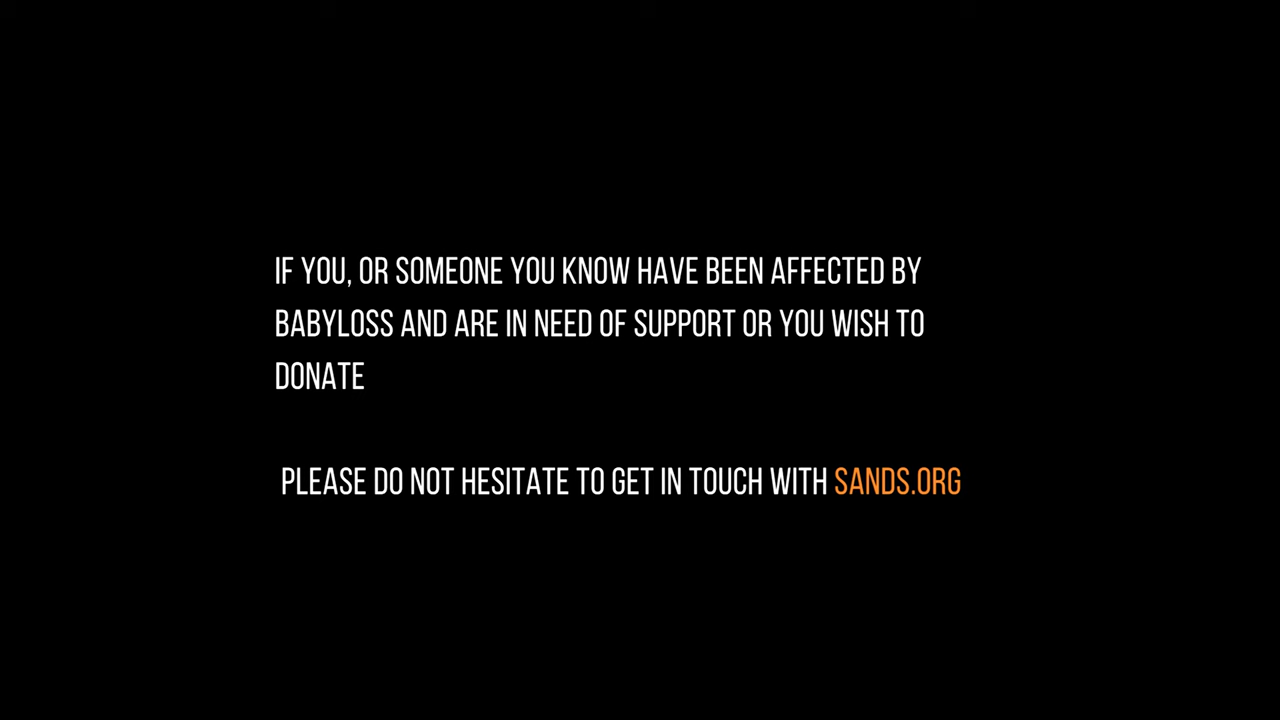 IF YOU, OR SOMEONE YOU KNOW HAVE BEEN AFFECTED BY
BABYLOSS AND ARE IN NEED OF SUPPORT OR YOU WISH TO
DONATE
PLEASE DO NOT HESITATE TO GET IN TOUCH WITH SANDS.ORG